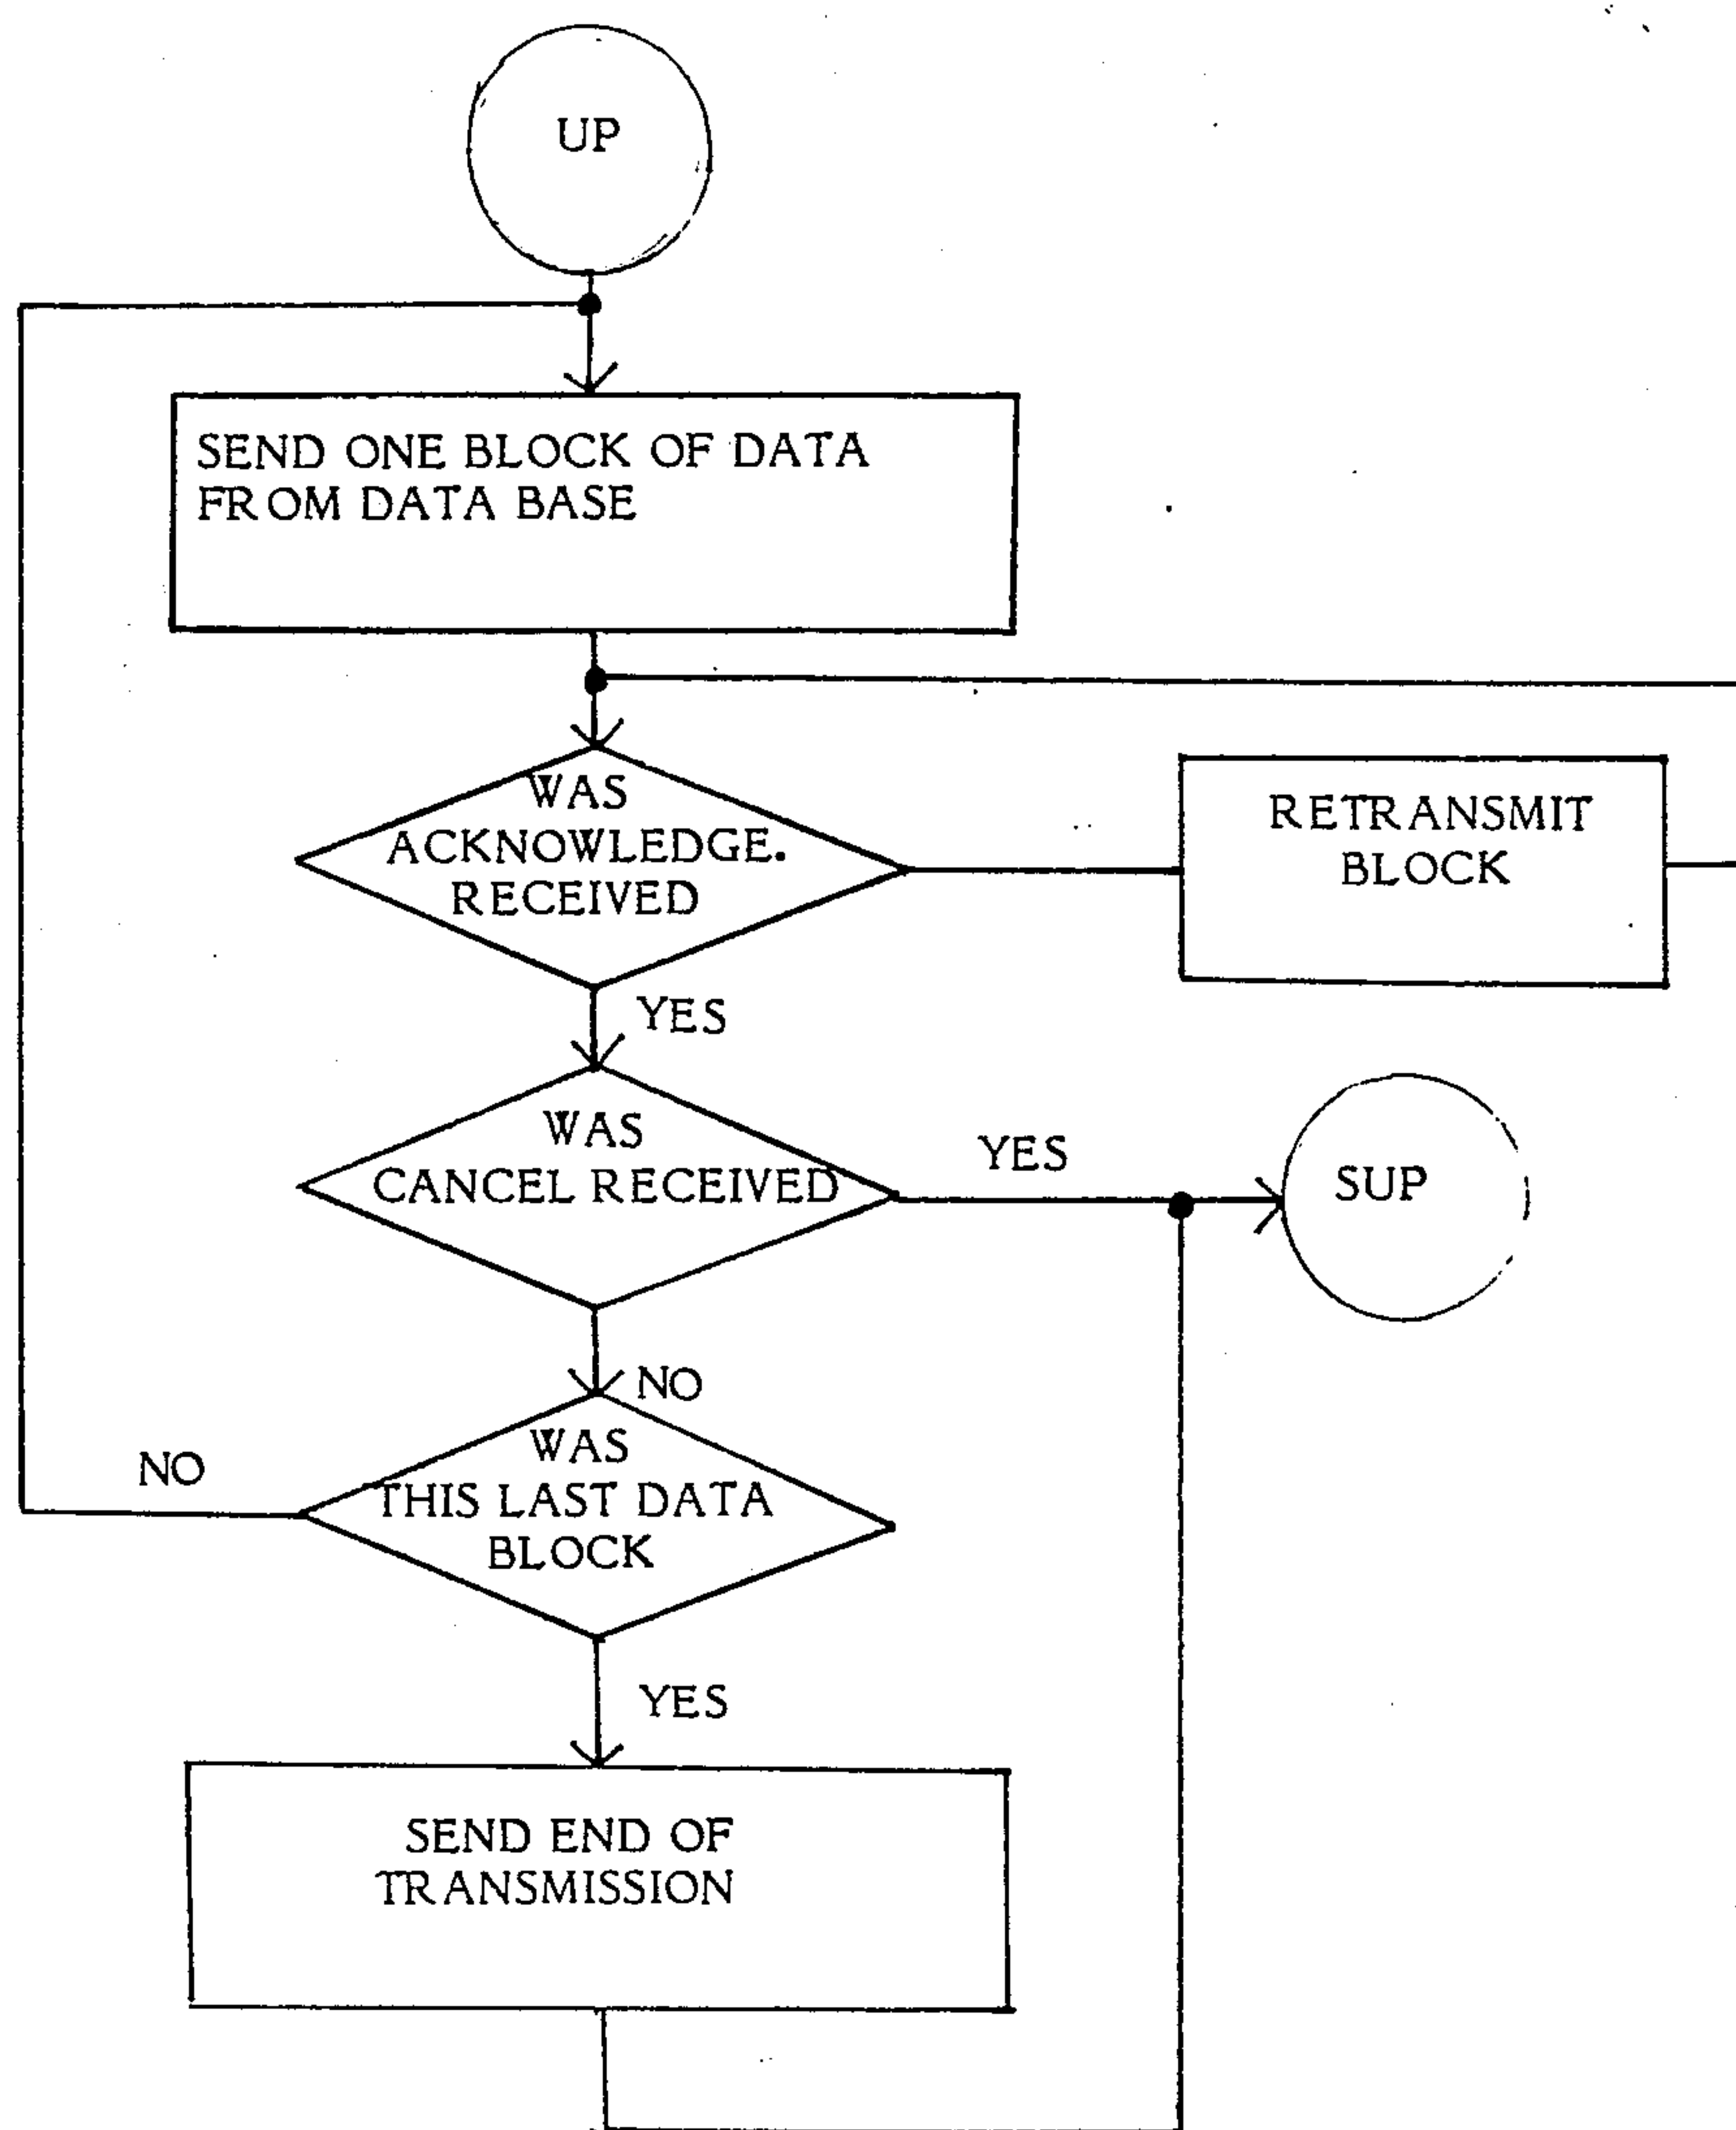 UP
SEND ONE BLOCK OF DATA
FROM DATA BASE
WAS
ACKNOWLEDGE.
RECEIVED
RETRANSMIT
BLOCK
YES
WAS
CANCEL RECEIVED
YES
SUP
NO
WAS
THIS LAST DATA
BLOCK
NO
YES
SEND END OF
TRANSMISSION